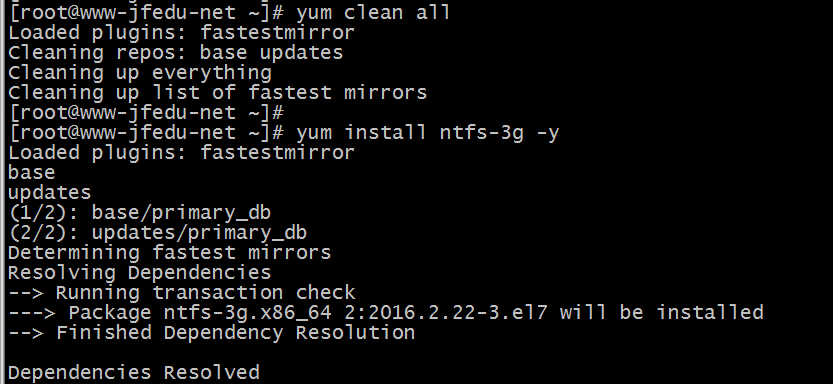 [root@www-jfedu-net ~]# yum clean all
Loaded plugins: fastestmirror
Cleaning repos: base updates
Cleaning up everything
Cleaning up list of fastest mirrors
[root@www-jfedu-net ~]#
[root@www-jfedu-net ~]# yum install ntfs-3g -y
Loaded plugins: fastestmirror
base
updates
(1/2): base/primary_db
(2/2): updates/primary_db
Determining fastest mirrors
Resolving Dependencies
--> Running transaction check
---> Package ntfs-3g.x86_64 2:2016.2.22-3.el7 will be installed
--> Finished Dependency Resolution
Dependencies Resolved